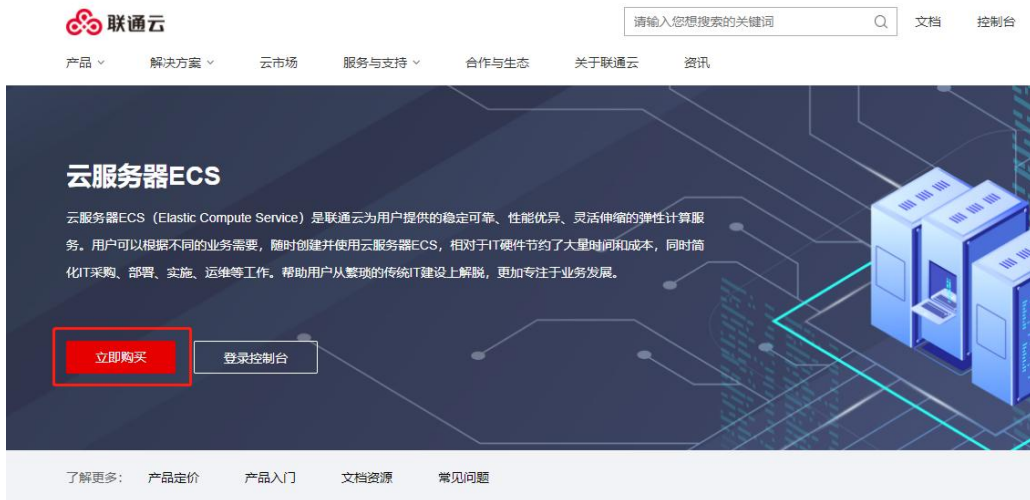 联通云
请输入您想搜索的关键词 文档 控制台
产品 解决方案 云市场 服务与支持 合作与生态 关于联通云 资讯
云服务器ECS
云服务器ECS（Elastic Compute Service）是联通云为用户提供的稳定可靠、性能优异、灵活伸缩的弹性计算服
务。用户可以根据不同的业务需要，随时创建并使用云服务器ECS，相对于IT硬件节约了大量时间和成本，同时简
化IT采购、部署、实施、运维等工作。帮助用户从繁琐的传统IT建设上解脱，更加专注于业务发展。
立即购买 登录控制台
了解更多： 产品定价 产品入门 文档资源 常见问题